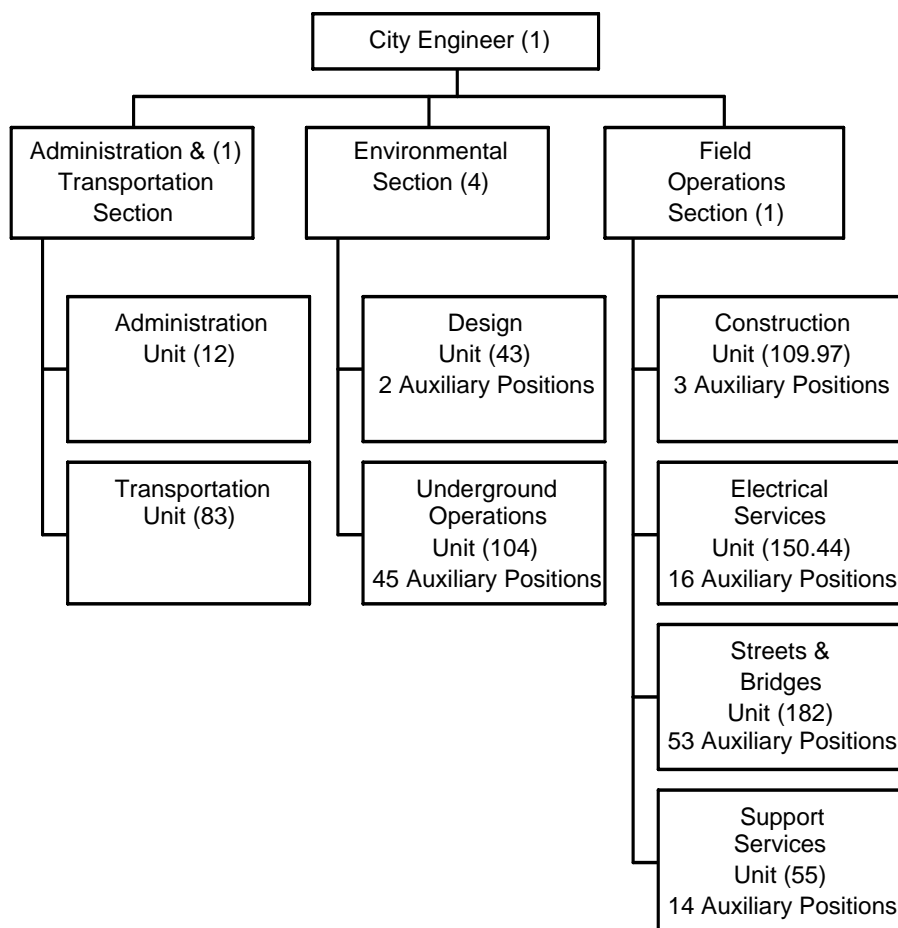 City Engineer (1)
Administration & (1)
Transportation
Section
Environmental
Section (4)
Field
Operations
Section (1)
Administration
Unit (12)
Transportation
Unit (83)
Design
Unit (43)
2 Auxiliary Positions
Underground
Operations
Unit (104)
45 Auxiliary Positions
Construction
Unit (109.97)
3 Auxiliary Positions
Electrical
Services
Unit (150.44)
16 Auxiliary Positions
Streets &
Bridges
Unit (182)
53 Auxiliary Positions
Support
Services
Unit (55)
14 Auxiliary Positions